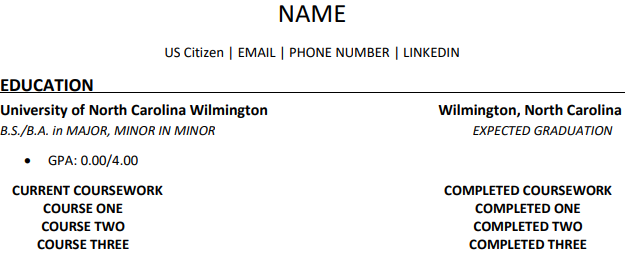 NAME
US Citizen | EMAIL | PHONE NUMBER | LINKEDIN
EDUCATION
University of North Carolina Wilmington Wilmington, North Carolina
B.S./B.A. in MAJOR, MINOR IN MINOR EXPECTED GRADUATION
• GPA: 0.00/4.00
CURRENT COURSEWORK COMPLETED COURSEWORK
COURSE ONE COMPLETED ONE
COURSE TWO COMPLETED TWO
COURSE THREE COMPLETED THREE